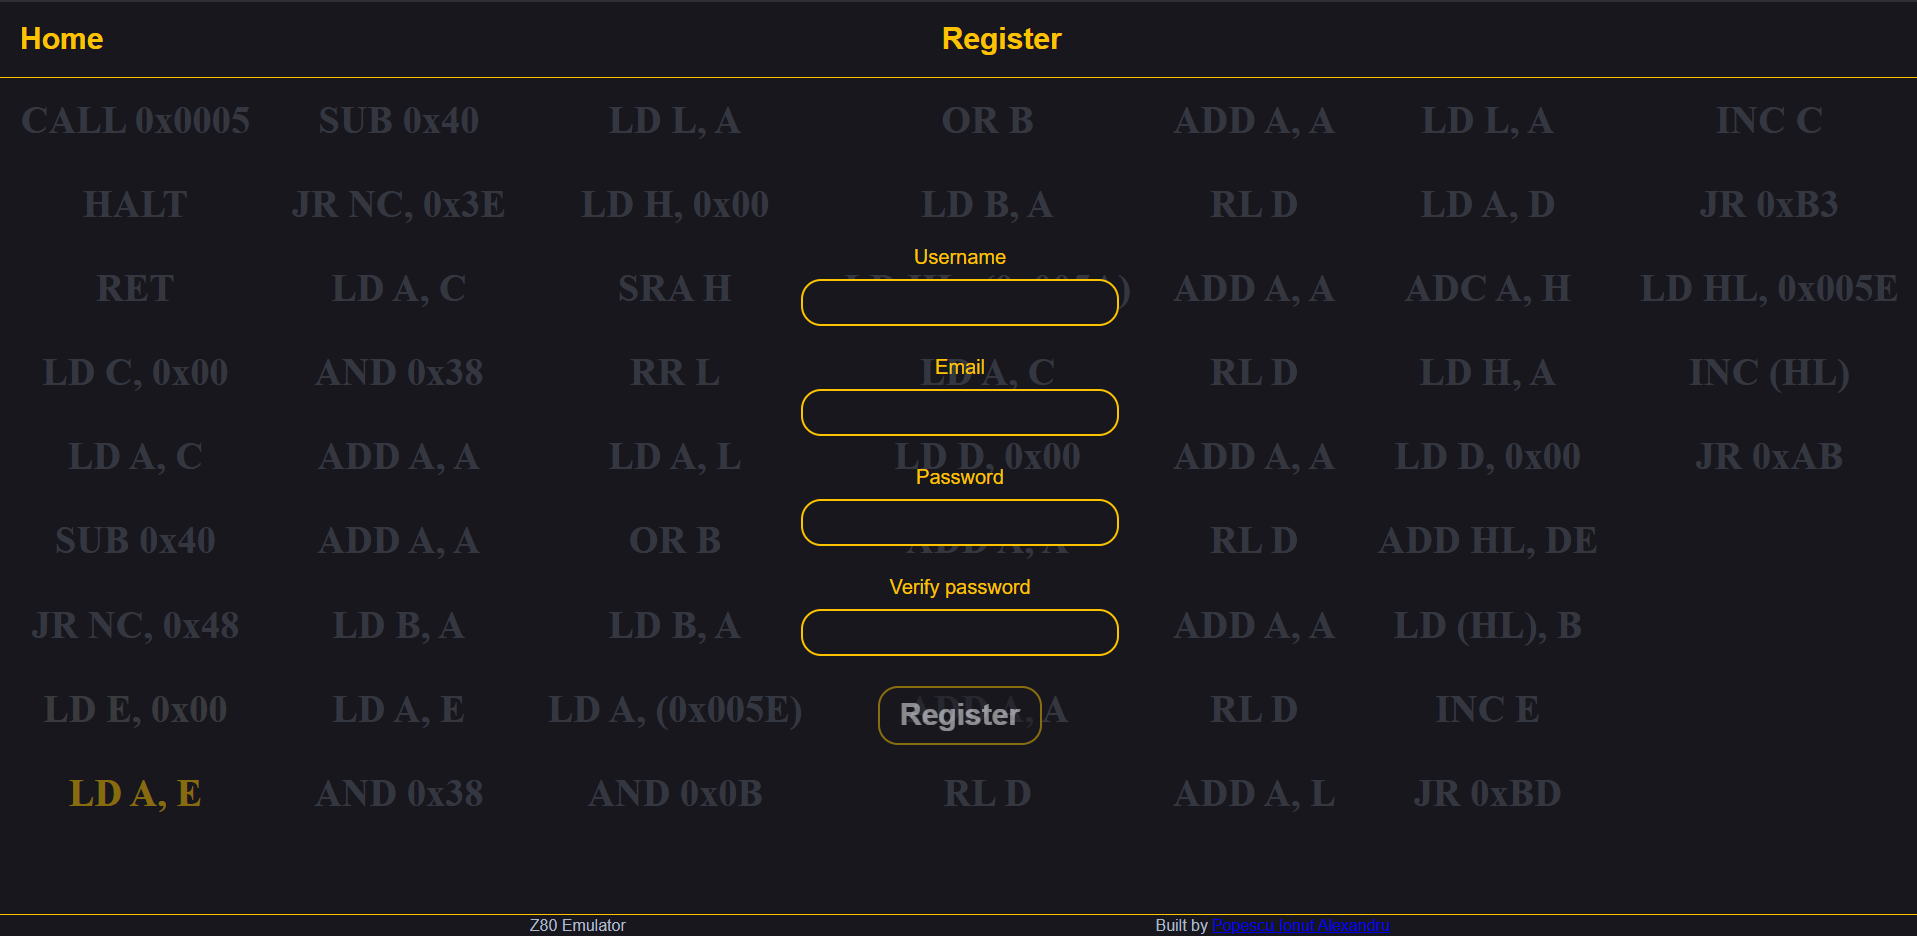 Home Register
CALL 0x0005 SUB 0x40 LD L, A OR B ADD A, A LD L, A INC C
HALT JR NC, 0x3E LD H, 0x00 LD B, A RL D LD A, D JR 0xB3
Username
RET LD A, C SRA H ADD A, A ADC A, H LD HL, 0x005E
Email
LD C, 0x00 AND 0x38 RR L LD A, C RL D LD H, A INC (HL)
LD A, C ADD A, A LD A, L LD D, 0x00 ADD A, A LD D, 0x00 JR 0xAB
Password
SUB 0x40 ADD A, A OR B ADD A, A RL D ADD HL, DE
Verify password
JR NC, 0x48 LD B, A LD B, A ADD A, A LD (HL), B
LD E, 0x00 LD A, E LD A, (0x005E) ADD A, A RL D INC E
Register
LD A, E AND 0x38 AND 0x0B RL D ADD A, L JR 0xBD
Z80 Emulator Built by Popescu Ionut Alexandru